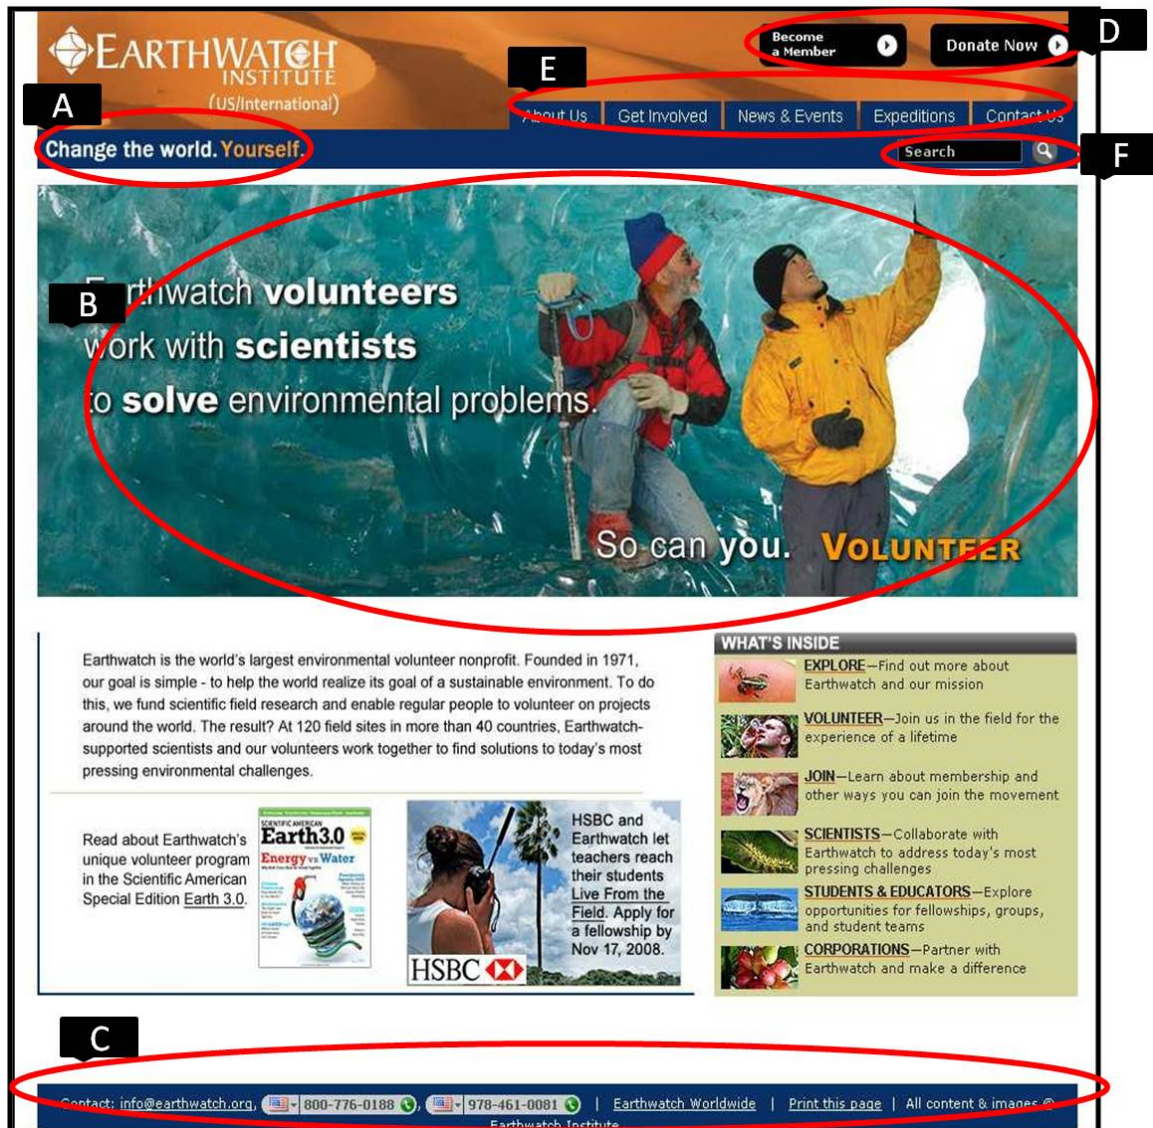 EARTHWATCH
INSTITUTE
(US/International)
Become
a Member
Donate Now
D
E
About Us Get Involved News & Events Expeditions Contact Us
A
Change the world. Yourself.
Search
F
Earthwatch volunteers
B
work with scientists
to solve environmental problems.
So can you. VOLUNTEER
Earthwatch is the world's largest environmental volunteer nonprofit. Founded in 1971,
our goal is simple - to help the world realize its goal of a sustainable environment. To do
this, we fund scientific field research and enable regular people to volunteer on projects
around the world. The result? At 120 field sites in more than 40 countries, Earthwatch-
supported scientists and our volunteers work together to find solutions to today's most
pressing environmental challenges.
Read about Earthwatch's
unique volunteer program
in the Scientific American
Special Edition Earth 3.0.
SCIENTIFIC AMERICAN
Earth3.0
Energy vs Water
HSBC
HSBC and
Earthwatch let
teachers reach
their students
Live From the
Field. Apply for
a fellowship by
Nov 17, 2008.
WHAT'S INSIDE
EXPLORE—Find out more about
Earthwatch and our mission
VOLUNTEER—Join us in the field for the
experience of a lifetime
JOIN—Learn about membership and
other ways you can join the movement
SCIENTISTS—Collaborate with
Earthwatch to address today's most
pressing challenges
STUDENTS & EDUCATORS—Explore
opportunities for fellowships, groups,
and student teams
CORPORATIONS—Partner with
Earthwatch and make a difference
C
Contact: info@earthwatch.org, 800-776-0188, 978-461-0081 | Earthwatch Worldwide | Print this page | All content & images ©
Earthwatch Institute